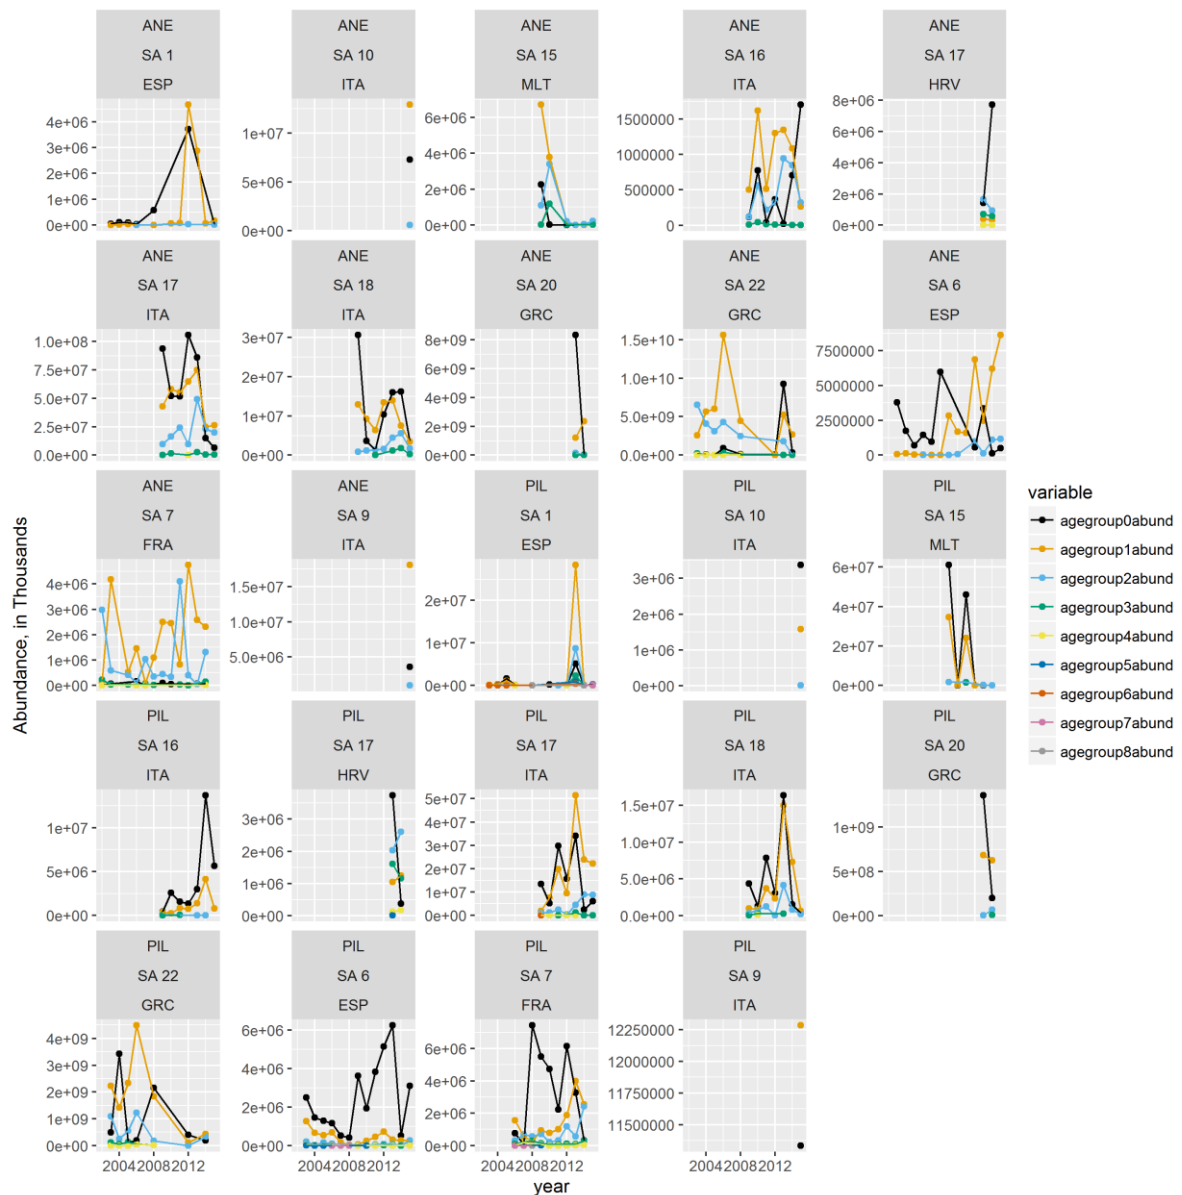 ANE ANE ANE ANE ANE
SA 1 SA 10 SA 15 SA 16 SA 17
ESP ITA MLT ITA HRV
4e+06 3e+06 2e+06 1e+06 0e+00
1e+07 5e+06 0e+00
6e+06 4e+06 2e+06 0e+00
1500000 1000000 500000 0
8e+06 6e+06 4e+06 2e+06 0e+00
ANE ANE ANE ANE ANE
SA 17 SA 18 SA 20 SA 22 SA 6
ITA ITA GRC GRC ESP
1.0e+08 7.5e+07 5.0e+07 2.5e+07 0.0e+00
3e+07 2e+07 1e+07 0e+00
8e+09 6e+09 4e+09 2e+09 0e+00
1.5e+10 1.0e+10 5.0e+09 0.0e+00
7500000 5000000 2500000 0
ANE ANE PIL PIL PIL
SA 7 SA 9 SA 1 SA 10 SA 15
FRA ITA ESP ITA MLT
4e+06 3e+06 2e+06 1e+06 0e+00
1.5e+07 1.0e+07 5.0e+06
2e+07 1e+07 0e+00
3e+06 2e+06 1e+06 0e+00
6e+07 4e+07 2e+07 0e+00
PIL PIL PIL PIL PIL
SA 16 SA 17 SA 17 SA 18 SA 20
ITA HRV ITA ITA GRC
1e+07 5e+06 0e+00
3e+06 2e+06 1e+06 0e+00
5e+07 4e+07 3e+07 2e+07 1e+07 0e+00
1.5e+07 1.0e+07 5.0e+06 0.0e+00
1e+09 5e+08 0e+00
PIL PIL PIL PIL
SA 22 SA 6 SA 7 SA 9
GRC ESP FRA ITA
4e+09 3e+09 2e+09 1e+09 0e+00
6e+06 4e+06 2e+06 0e+00
6e+06 4e+06 2e+06 0e+00
12250000 12000000 11750000 11500000
2004 2008 2012 2004 2008 2012 2004 2008 2012 2004 2008 2012
year
Abundance, in Thousands
variable
agegroup0abund
agegroup1abund
agegroup2abund
agegroup3abund
agegroup4abund
agegroup5abund
agegroup6abund
agegroup7abund
agegroup8abund